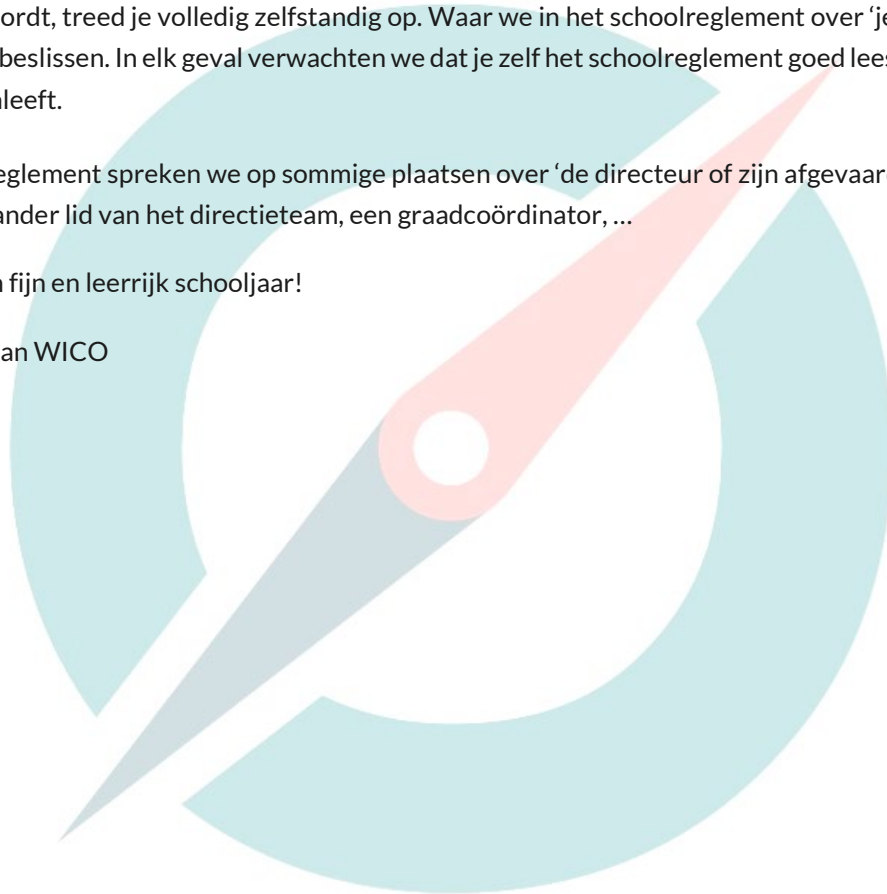 ordt, treed je volledig zelfstandig op. Waar we in het schoolreglement over ‘je
beslissen. In elk geval verwachten we dat je zelf het schoolreglement goed lees
leeft.
eglement spreken we op sommige plaatsen over ‘de directeur of zijn afgevaar
ander lid van het directieteam, een graadcoördinator, ...
fijn en leerrijk schooljaar!
an WICO